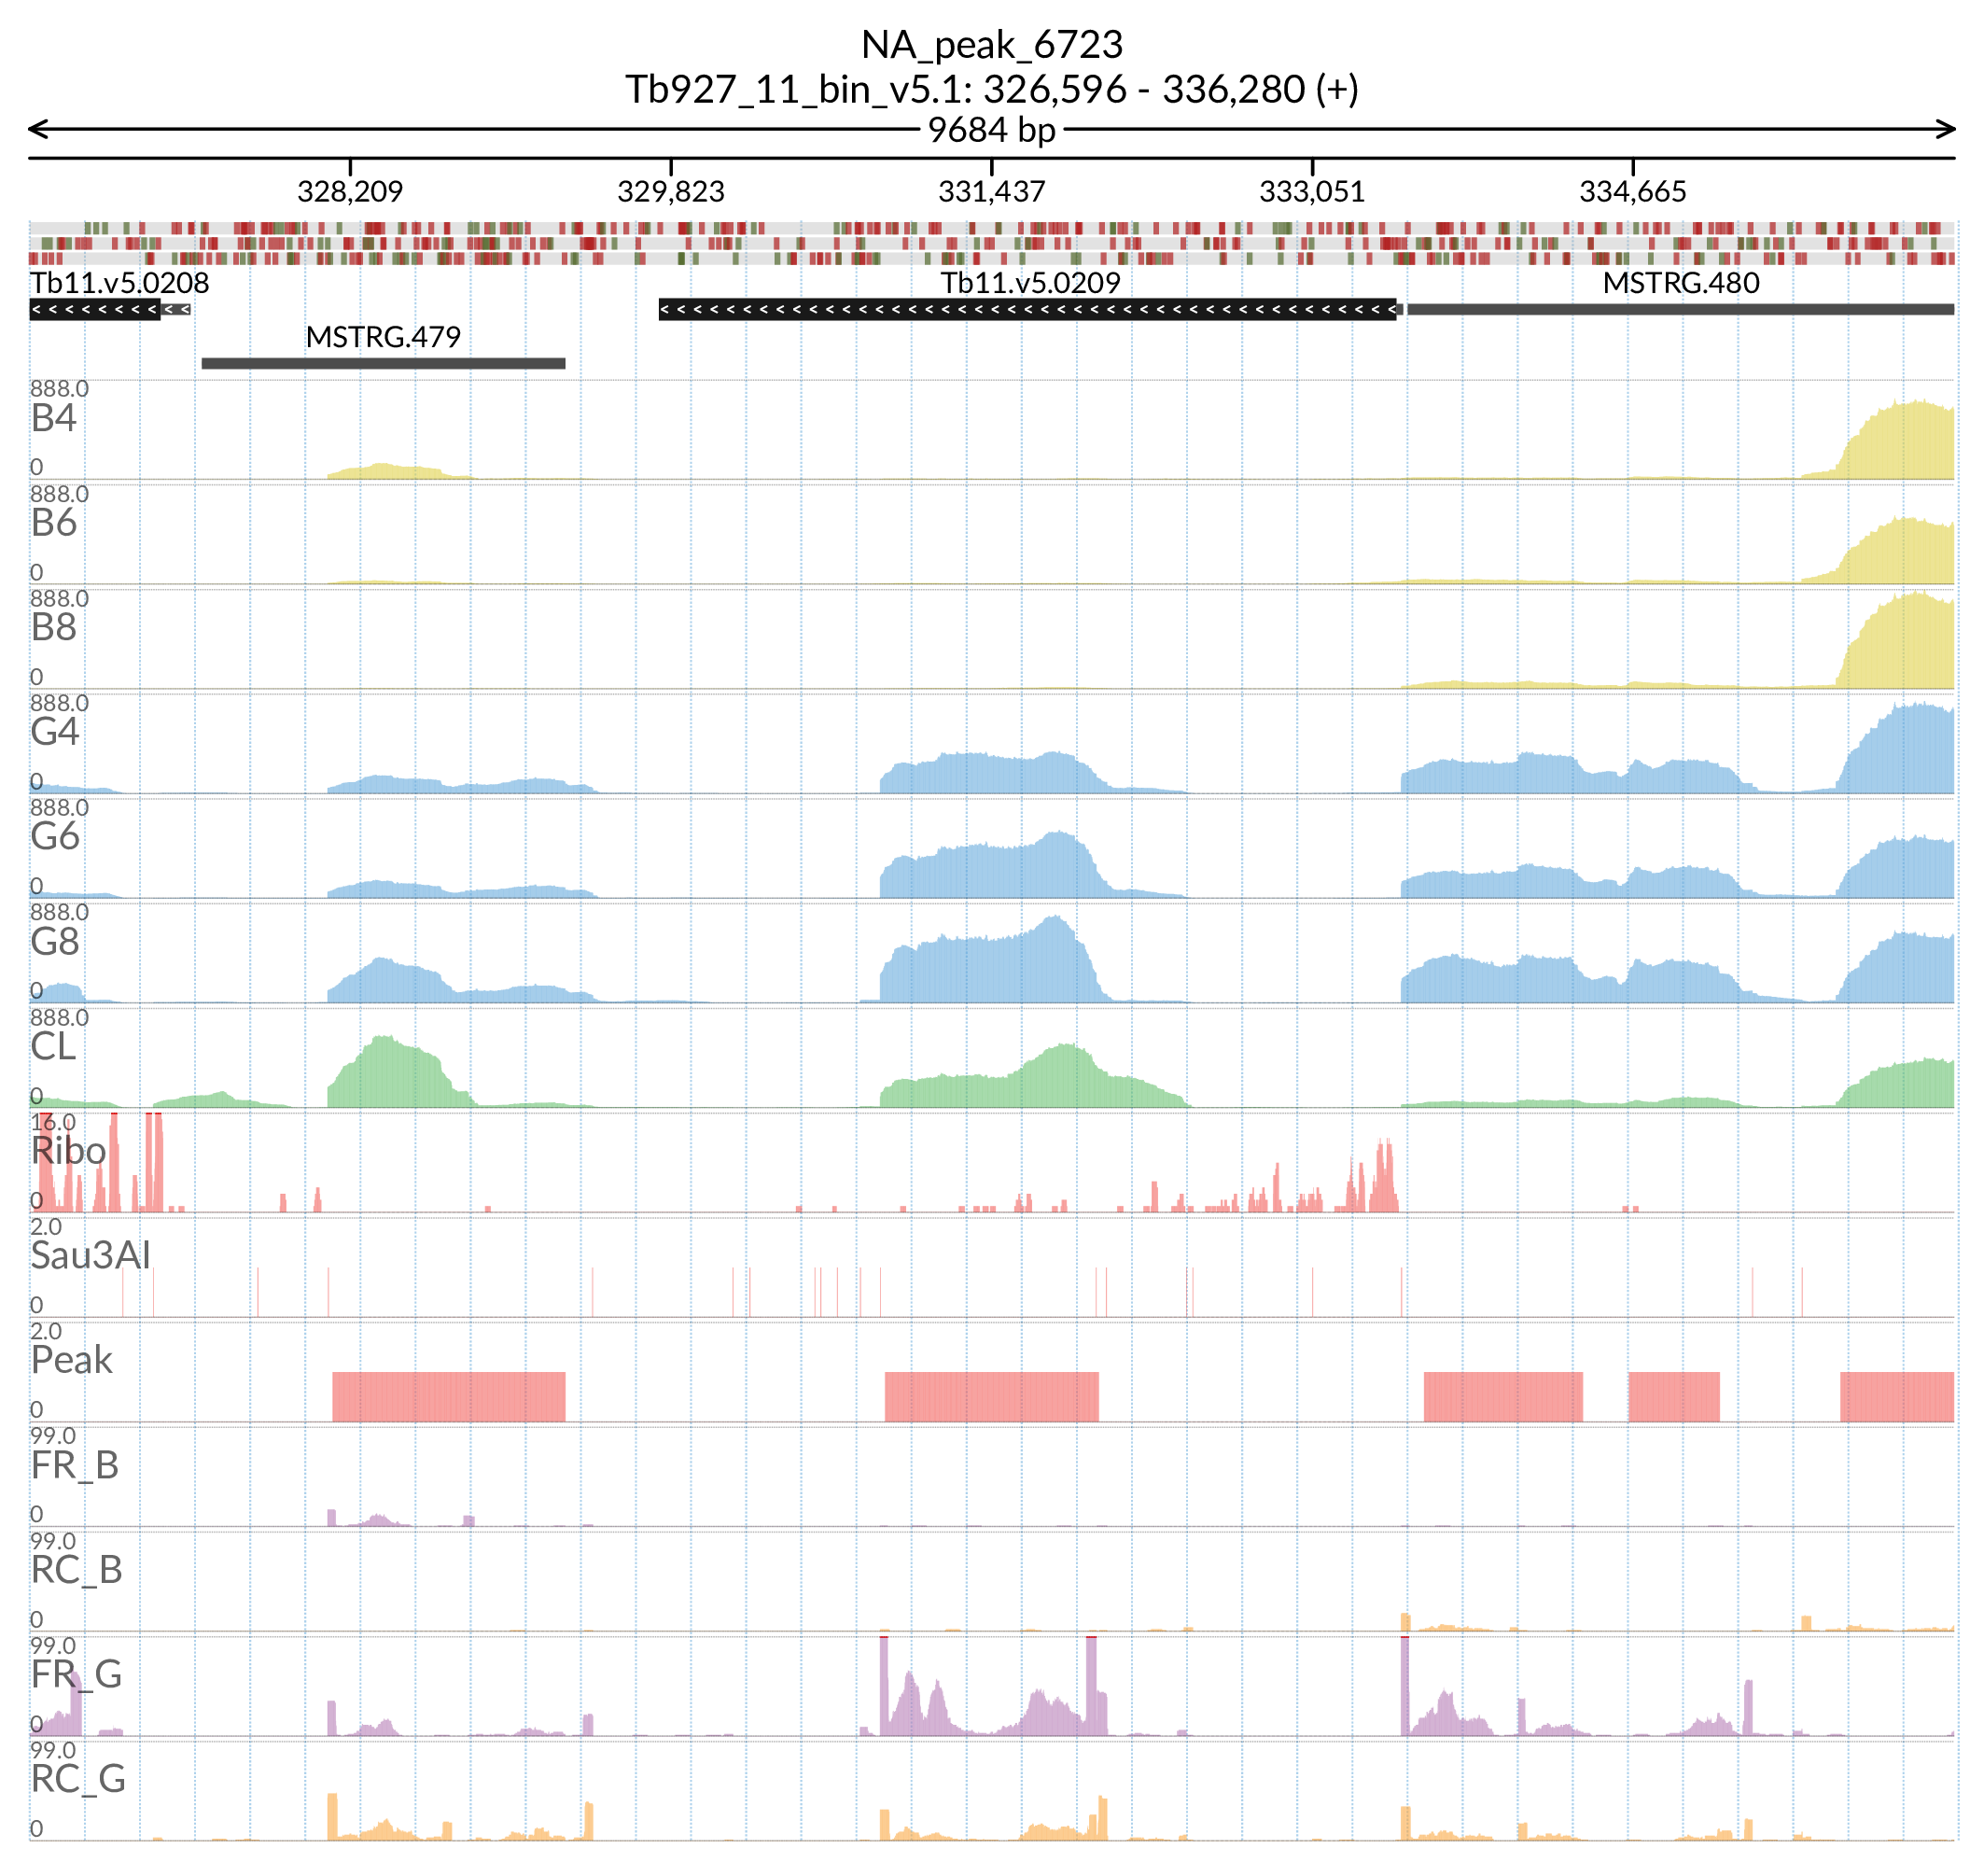 NA_peak_6723
Tb927_11_bin_v5.1: 326,596 - 336,280 (+)
9684 bp
328,209 329,823 331,437 333,051 334,665
Tb11.v5.0208 Tb11.v5.0209 MSTRG.480
MSTRG.479
888.0
B4
0
888.0
B6
0
888.0
B8
0
888.0
G4
0
888.0
G6
0
888.0
G8
0
888.0
CL
0
16.0
Ribo
0
2.0
Sau3AI
0
2.0
Peak
0
99.0
FR_B
0
99.0
RC_B
0
99.0
FR_G
0
99.0
RC_G
0